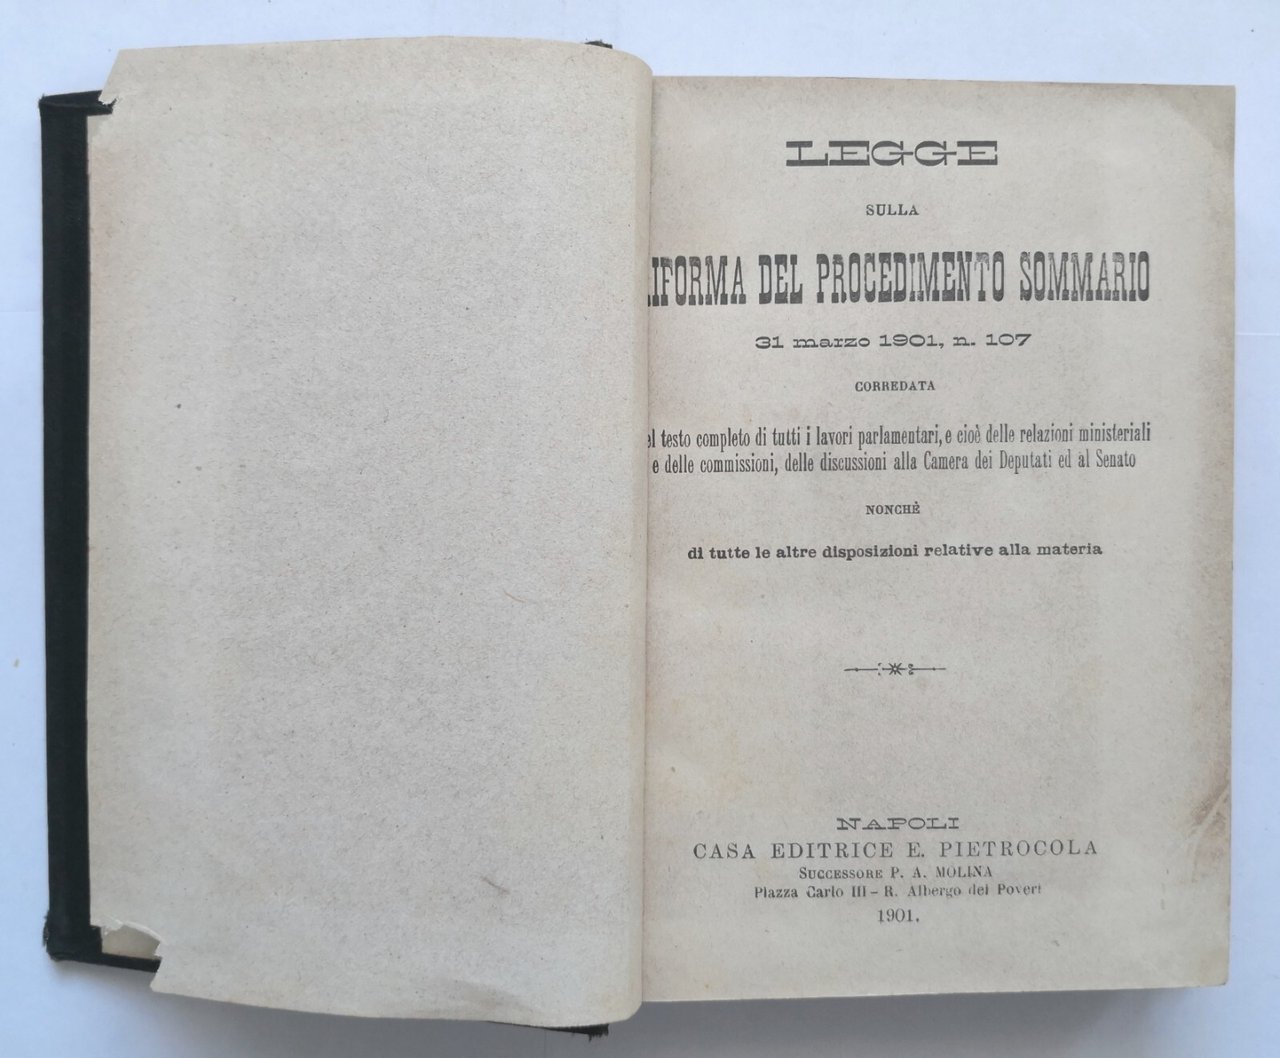 LEGGE
SULLA
RIFORMA DEL PROCEDIMENTO SOMMARIO
31 marzo 1901, n. 107
CORREDATA
el testo completo di tutti i lavori parlamentari, e cioè delle relazioni ministeriali
e delle commissioni, delle discussioni alla Camera dei Deputati ed al Senato
NONCHÈ
di tutte le altre disposizioni relative alla materia
NAPOLI
CASA EDITRICE E. PIETROCOLA
SUCCESSORE P. A. MOLINA
Piazza Carlo III – R. Albergo dei Poveri
1901.